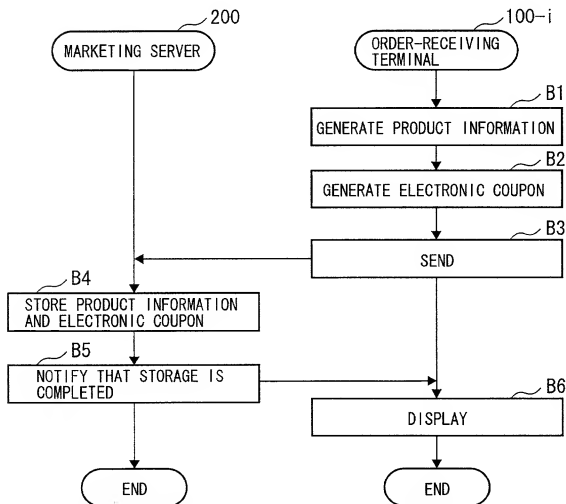 200
MARKETING SERVER
100-i
ORDER-RECEIVING
TERMINAL
B1
GENERATE PRODUCT INFORMATION
B2
GENERATE ELECTRONIC COUPON
B3
SEND
B4
STORE PRODUCT INFORMATION
AND ELECTRONIC COUPON
B5
NOTIFY THAT STORAGE IS
COMPLETED
B6
DISPLAY
END
END